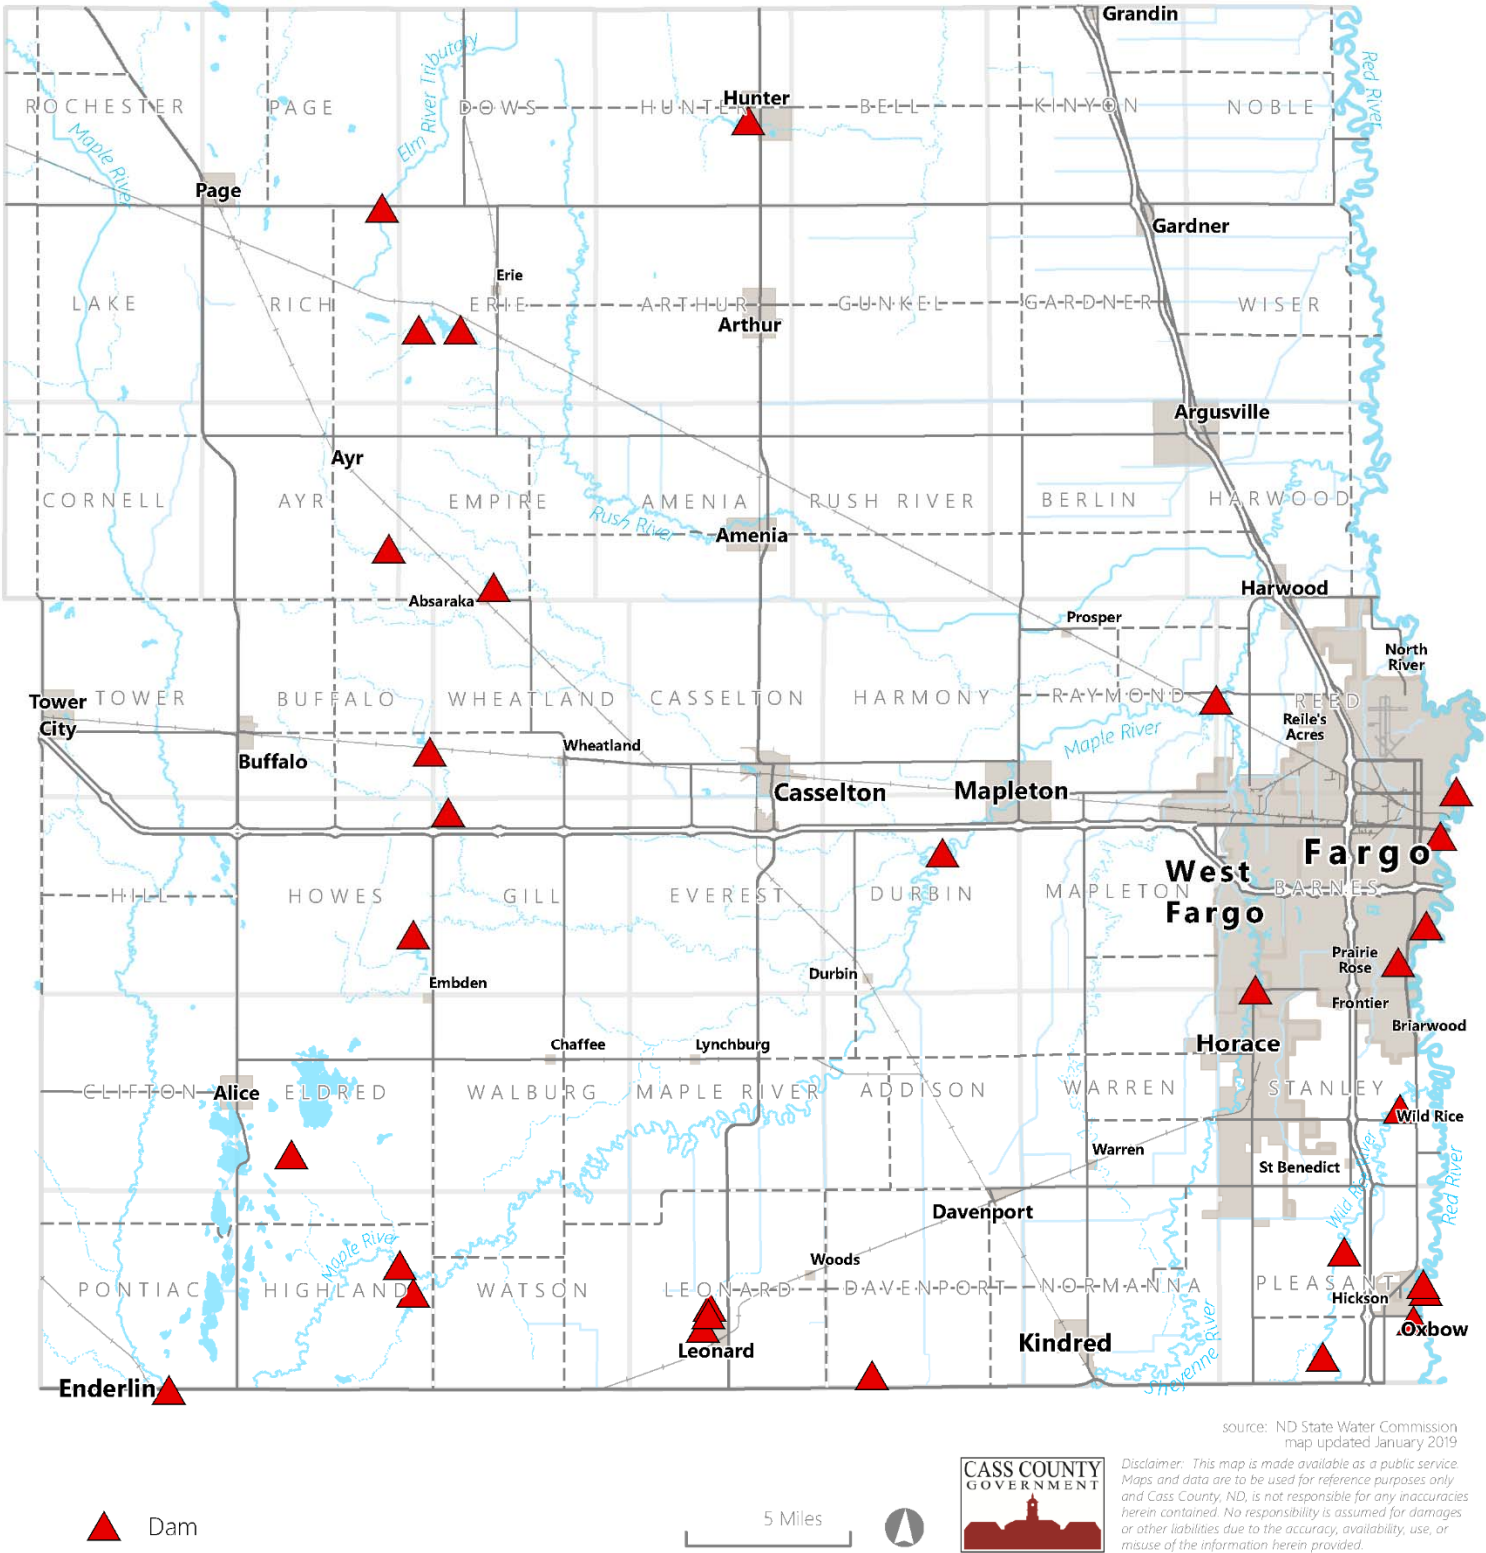 Grandin
ROCHESTER
PAGE
Elm River Tributary
DOWS
HUNTER
Hunter
BELL
KINYON
NOBLE
Red River
Maple River
Page
Gardner
Erie
LAKE
RICH
ERIE
ARTHUR
GUNKEL
GARDNER
WISER
Arthur
Argusville
Ayr
CORNELL
AYR
EMPIRE
AMENIA
RUSH RIVER
BERLIN
HARWOOD
Rush River
Amenia
Absaraka
Harwood
Prosper
North
River
Tower
City
TOWER
BUFFALO
WHEATLAND
CASSELTON
HARMONY
RAYMOND
REED
Reile's
Acres
Maple River
Buffalo
Wheatland
Casselton
Mapleton
Fargo
West
Fargo
HILL
HOWES
GILL
EVEREST
DURBIN
MAPLETON
BARNES
Prairie
Rose
Durbin
Embden
Frontier
Briarwood
Horace
Chaffee
Lynchburg
CLIFTON
Alice
ELDRED
WALBURG
MAPLE RIVER
ADDISON
WARREN
STANLEY
Wild Rice
Warren
St Benedict
Wild Rice River
Red River
Davenport
Maple River
Woods
PONTIAC
HIGHLAND
WATSON
LEONARD
DAVENPORT
NORMANNA
PLEASANT
Hickson
Oxbow
Leonard
Kindred
Sheyenne River
Enderlin
source: ND State Water Commission
map updated January 2019
CASS COUNTY
GOVERNMENT
Disclaimer: This map is made available as a public service.
Maps and data are to be used for reference purposes only
and Cass County, ND, is not responsible for any inaccuracies
herein contained. No responsibility is assumed for damages
or other liabilities due to the accuracy, availability, use, or
misuse of the information herein provided.
Dam
5 Miles